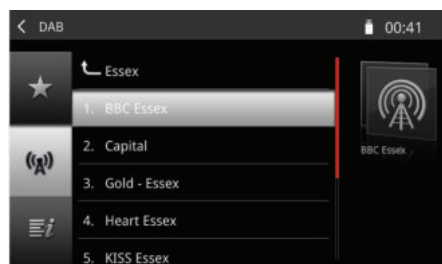 DAB
00:41
Essex
1. BBC Essex
2. Capital
3. Gold - Essex
4. Heart Essex
5. KISS Essex
BBC Essex